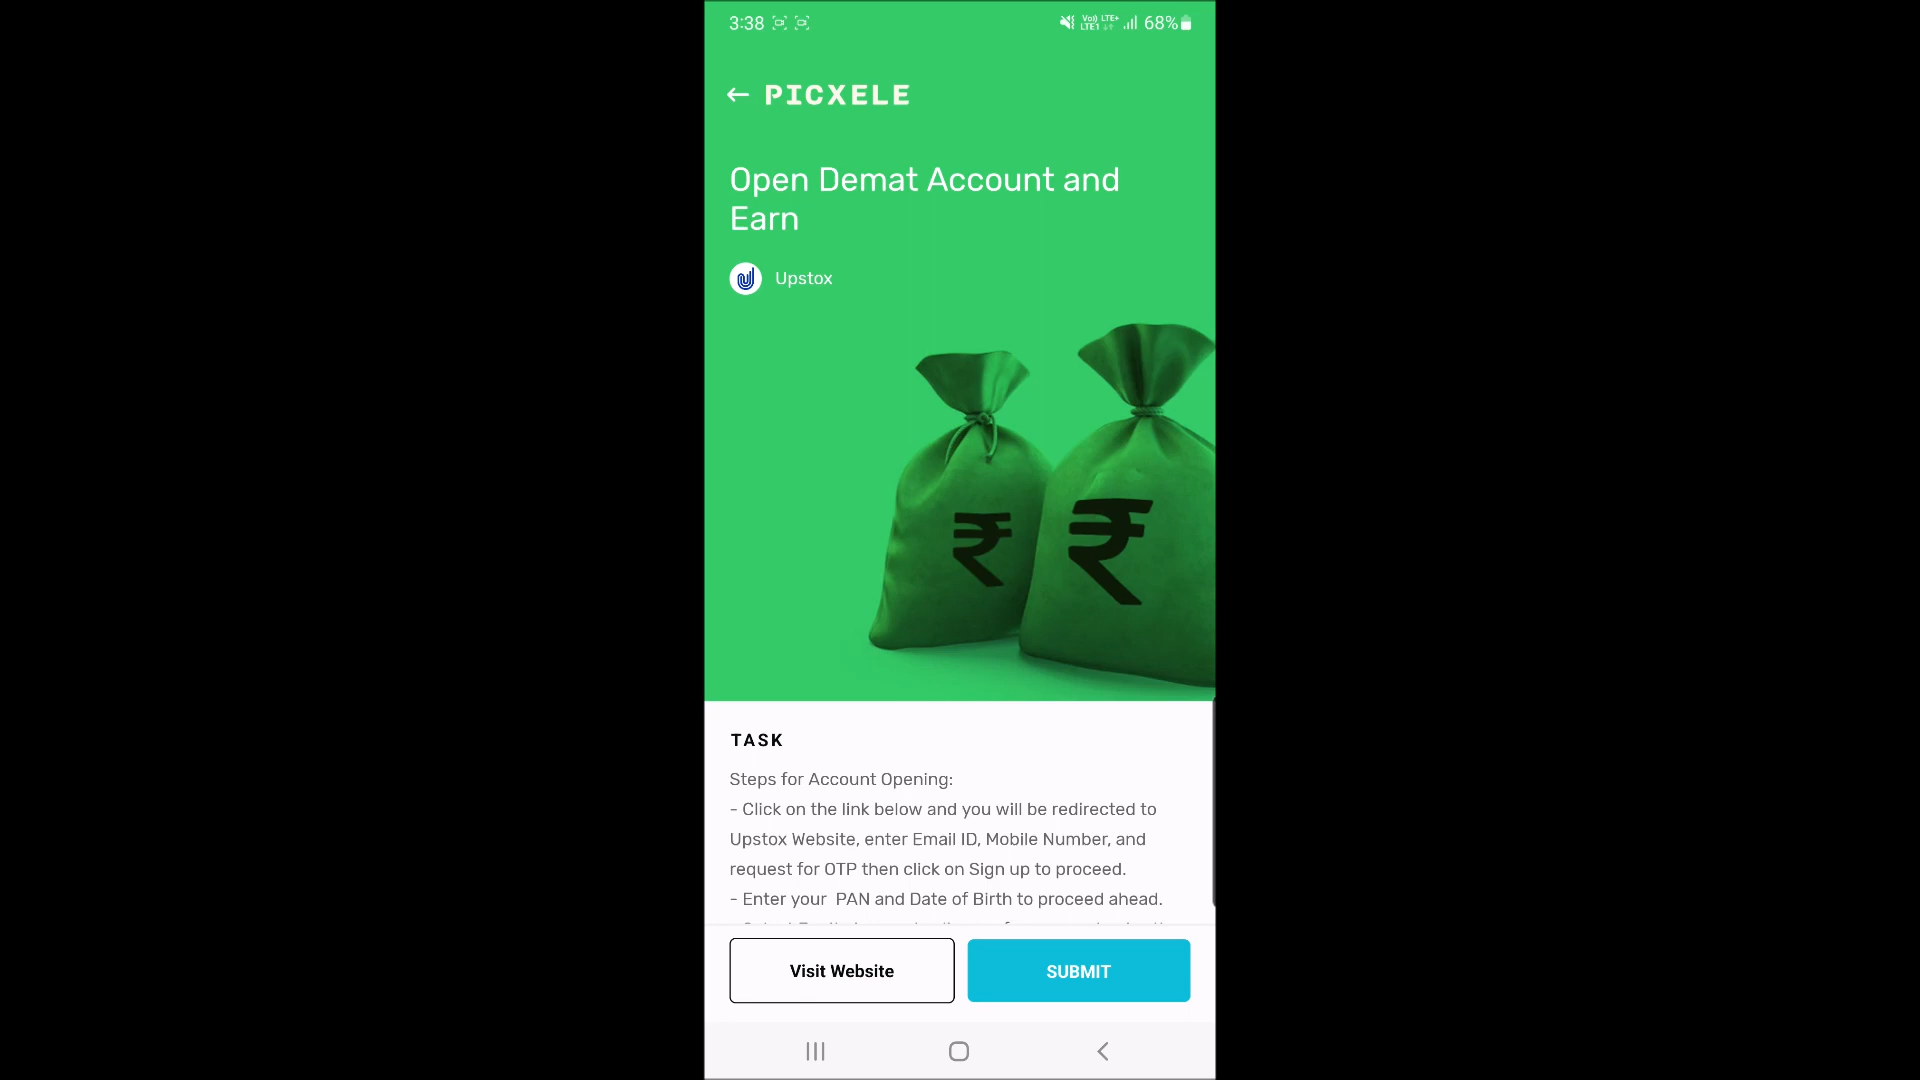 3:38
Vo)) LTE+
LTE1
68%
PICXELE
Open Demat Account and
Earn
Upstox
₹ ₹
TASK
Steps for Account Opening:
- Click on the link below and you will be redirected to
Upstox Website, enter Email ID, Mobile Number, and
request for OTP then click on Sign up to proceed.
- Enter your PAN and Date of Birth to proceed ahead.
Visit Website
SUBMIT